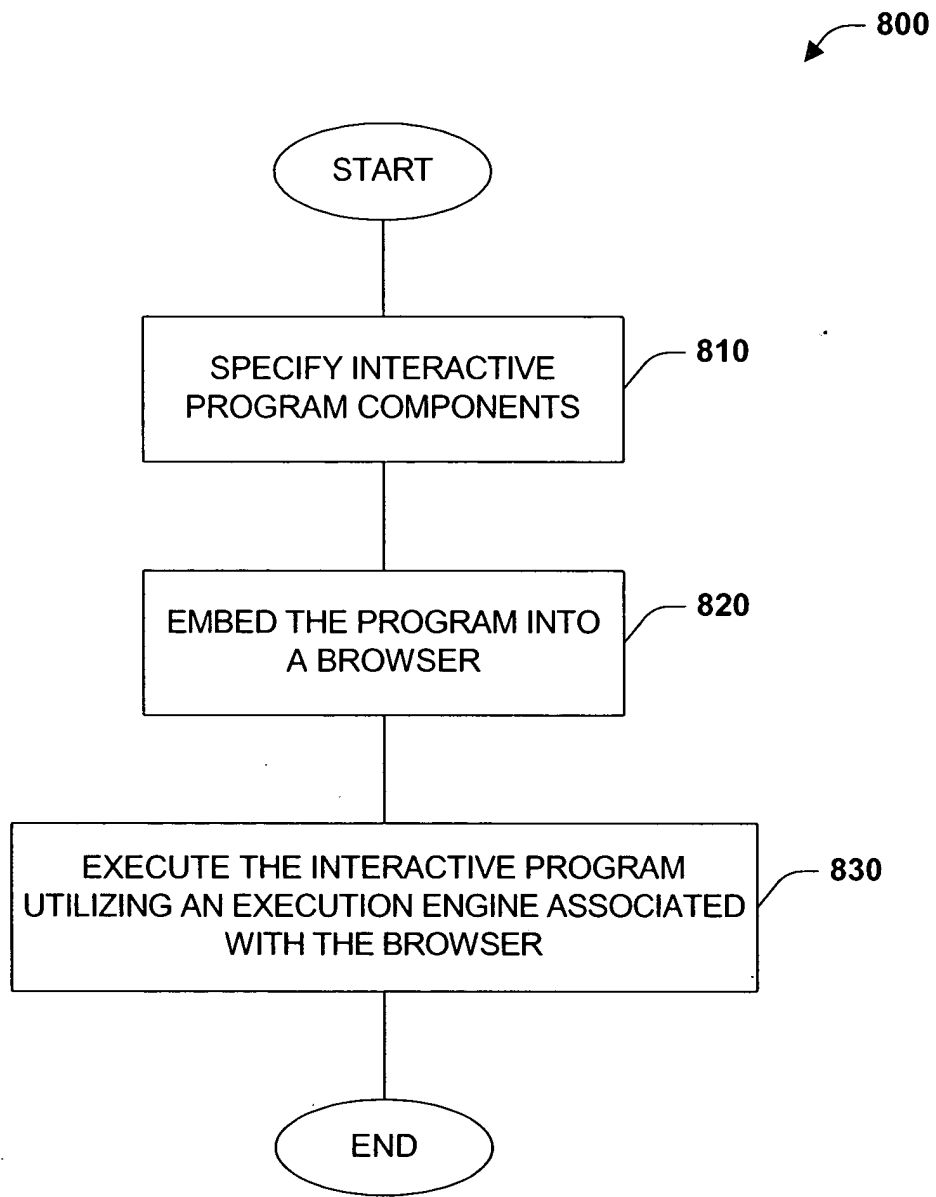 800
START
SPECIFY INTERACTIVE
PROGRAM COMPONENTS
810
EMBED THE PROGRAM INTO
A BROWSER
820
EXECUTE THE INTERACTIVE PROGRAM
UTILIZING AN EXECUTION ENGINE ASSOCIATED
WITH THE BROWSER
830
END